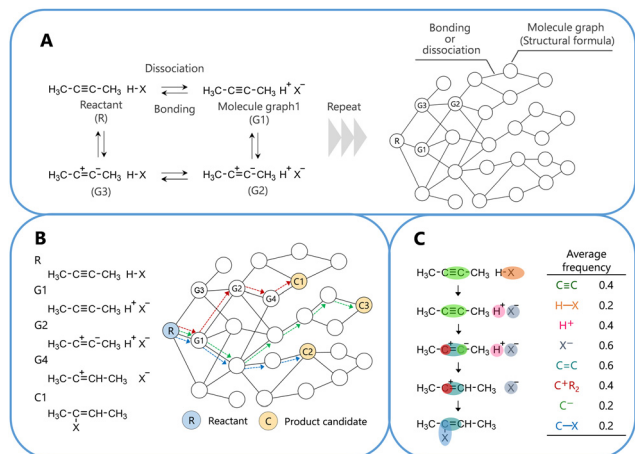 A
Dissociation
H₃C-C≡C-CH₃ H-X
H₃C-C≡C-CH₃ H⁺ X⁻
Reactant
(R)
Bonding
Molecule graph1
(G1)
H₃C-C⁺=C⁻-CH₃ H-X
(G3)
H₃C-C⁺=C⁻-CH₃ H⁺ X⁻
(G2)
Repeat
Bonding
or
dissociation
Molecule graph
(Structural formula)
G3
G2
R
G1
B
R
H₃C-C≡C-CH₃ H-X
G1
H₃C-C≡C-CH₃ H⁺ X⁻
G2
H₃C-C⁺=C⁻-CH₃ H⁺ X⁻
G4
H₃C-C⁺=CH-CH₃ X⁻
C1
H₃C-C=CH-CH₃
X
G3
G2
G4
C1
R
G1
C3
C2
R Reactant
C Product candidate
C
H₃C-C≡C-CH₃ H-X
H₃C-C≡C-CH₃ H⁺ X⁻
H₃C-C⁺=C⁻-CH₃ H⁺ X⁻
H₃C-C⁺=CH-CH₃ X⁻
H₃C-C=CH-CH₃
X
Average
frequency
C≡C 0.4
H—X 0.2
H⁺ 0.4
X⁻ 0.6
C=C 0.6
C⁺R₂ 0.4
C⁻ 0.2
C—X 0.2